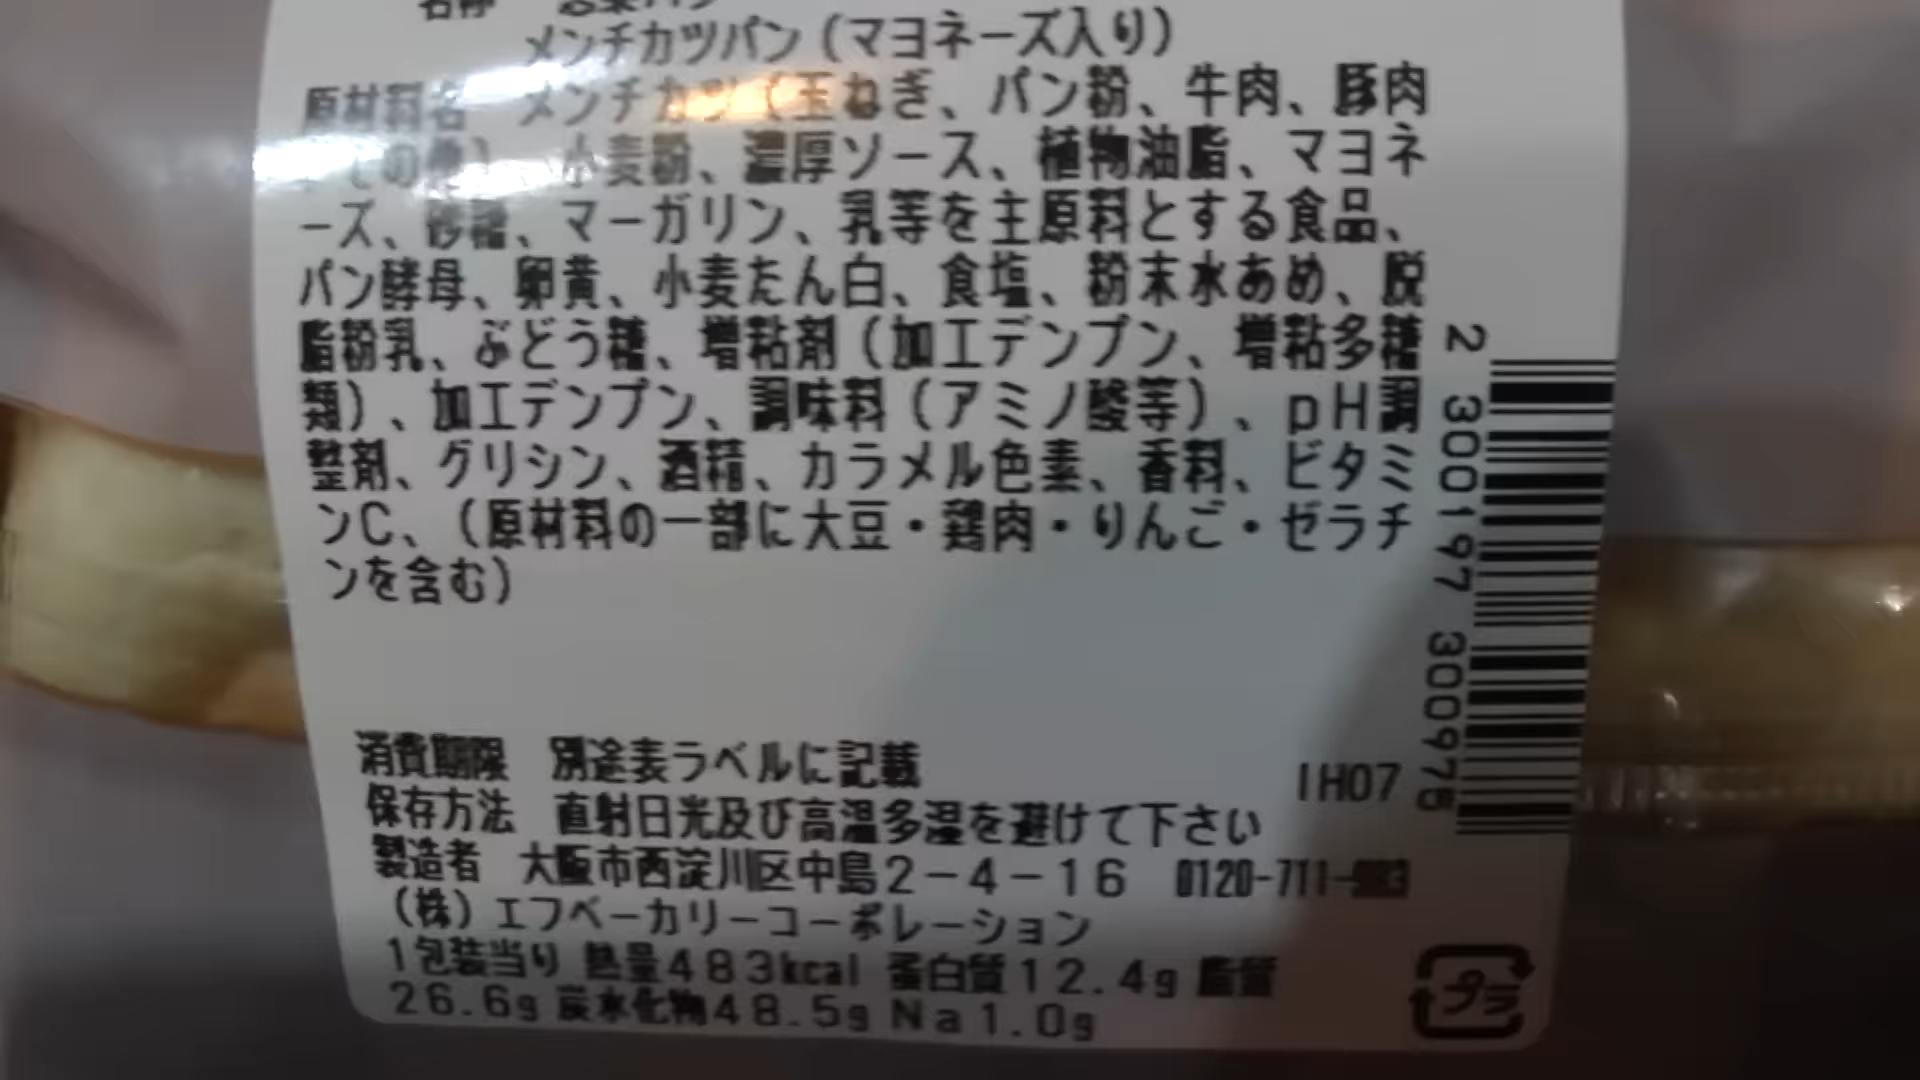 名称 惣菜パン
メンチカツパン（マヨネーズ入り）
原材料名 メンチカツ（玉ねぎ、パン粉、牛肉、豚肉
、その他）、小麦粉、濃厚ソース、植物油脂、マヨネ
ーズ、砂糖、マーガリン、乳等を主原料とする食品、
パン酵母、卵黄、小麦たん白、食塩、粉末水あめ、脱
脂粉乳、ぶどう糖、増粘剤（加工デンプン、増粘多糖
類）、加工デンプン、調味料（アミノ酸等）、pH調
整剤、グリシン、酒精、カラメル色素、香料、ビタミ
ンC、（原材料の一部に大豆・鶏肉・りんご・ゼラチ
ンを含む）
2 300197 300975
消費期限 別途表ラベルに記載
IH07
保存方法 直射日光及び高温多湿を避けて下さい
製造者 大阪市西淀川区中島2-4-16 0120-711-
（株）エフベーカリーコーポレーション
1包装当り 熱量483kcal 蛋白質12.4g 脂質
26.6g 炭水化物48.5g Na1.0g
プラ